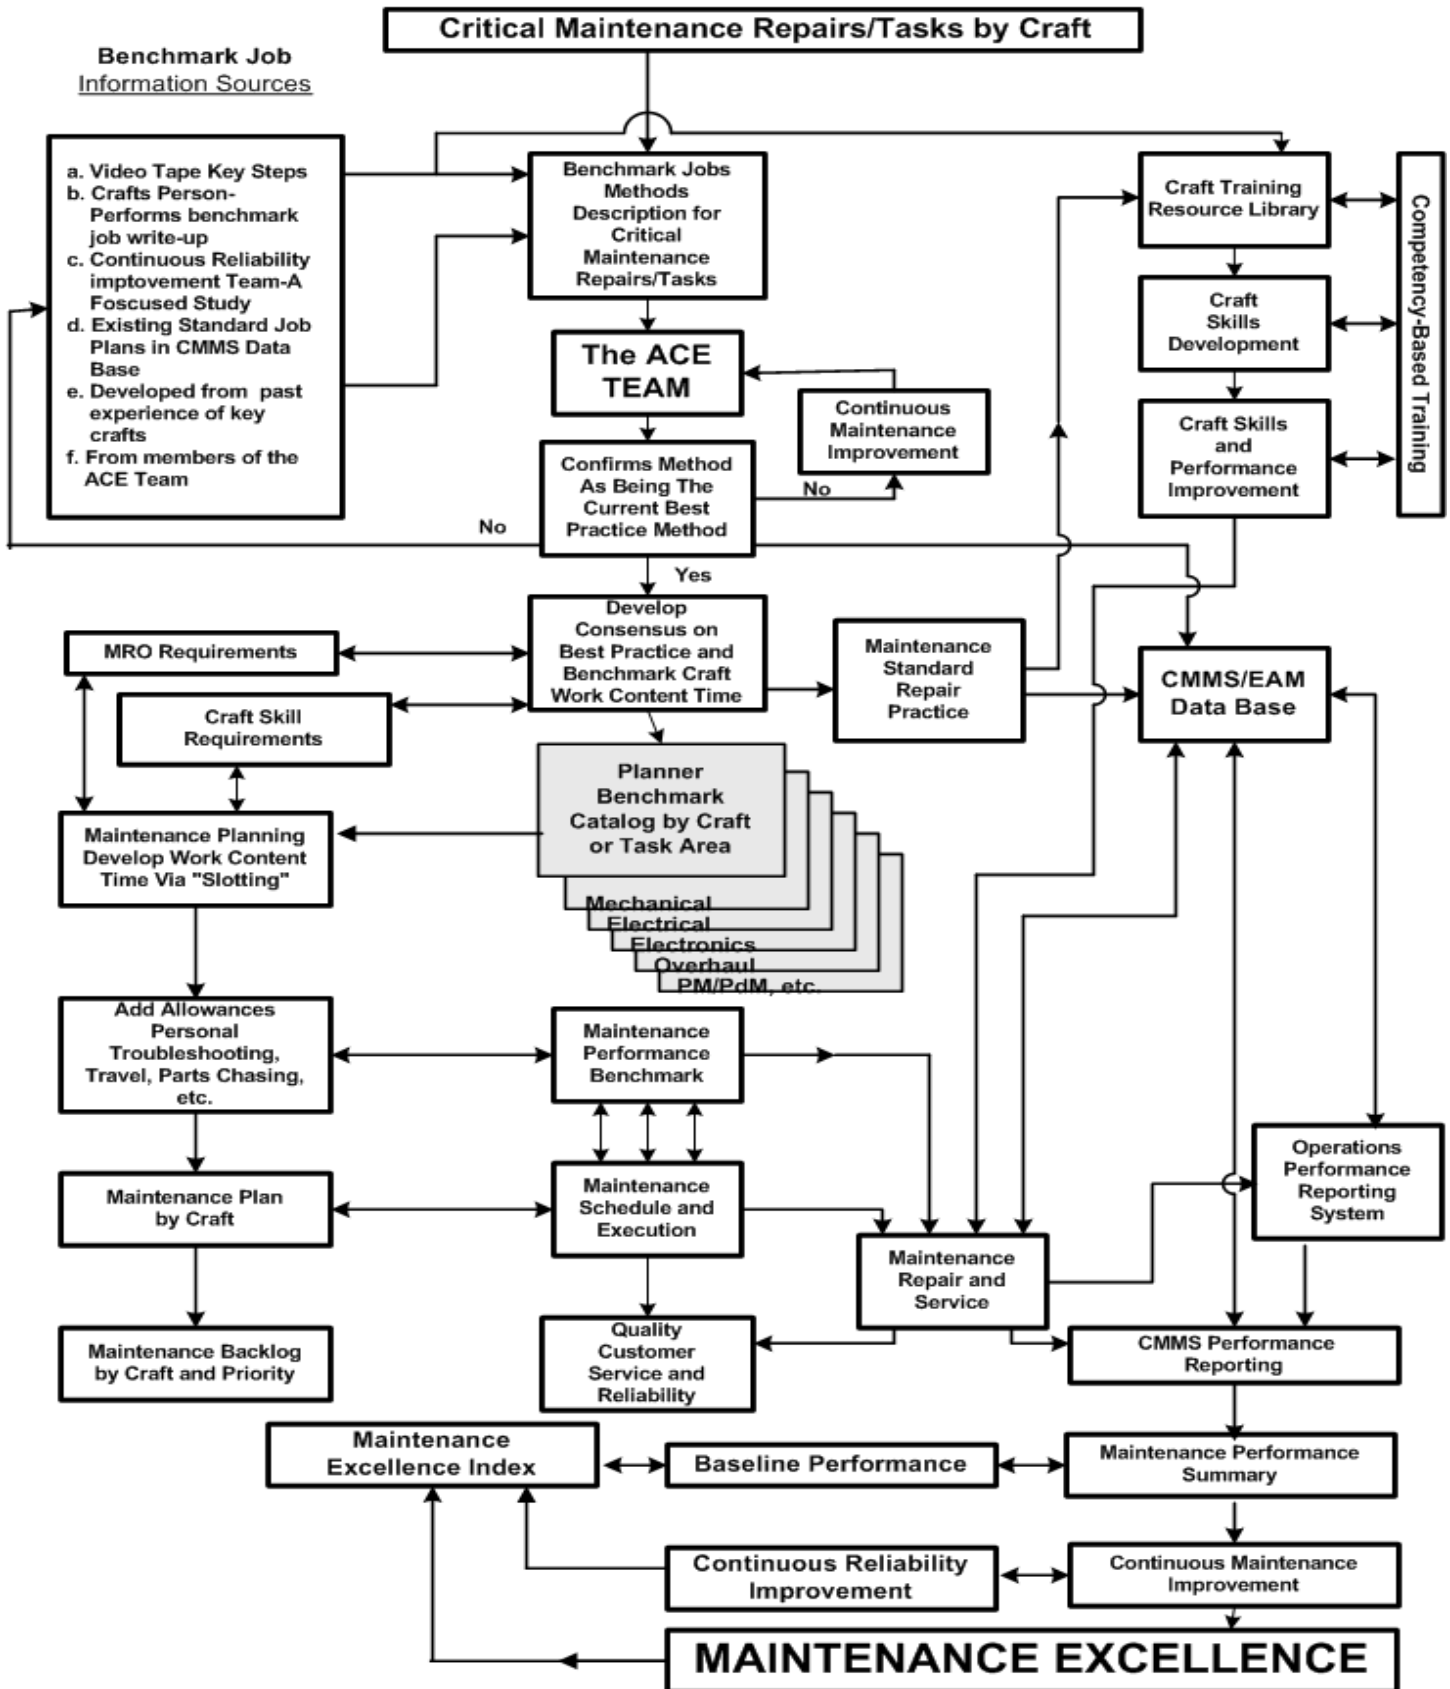 Critical Maintenance Repairs/Tasks by Craft
Benchmark Job
Information Sources
a. Video Tape Key Steps
b. Crafts Person-
Performs benchmark
job write-up
c. Continuous Reliability
imptovement Team-A
Foscused Study
d. Existing Standard Job
Plans in CMMS Data
Base
e. Developed from past
experience of key
crafts
f. From members of the
ACE Team
Benchmark Jobs
Methods
Description for
Critical
Maintenance
Repairs/Tasks
Craft Training
Resource Library
Competency-Based Training
Craft
Skills
Development
The ACE
TEAM
Continuous
Maintenance
Improvement
Craft Skills
and
Performance
Improvement
Confirms Method
As Being The
Current Best
Practice Method
No
No
Yes
Develop
Consensus on
Best Practice and
Benchmark Craft
Work Content Time
MRO Requirements
Craft Skill
Requirements
Maintenance
Standard
Repair
Practice
CMMS/EAM
Data Base
Planner
Benchmark
Catalog by Craft
or Task Area
Mechanical
Electrical
Electronics
Overhaul
PM/PdM, etc.
Maintenance Planning
Develop Work Content
Time Via "Slotting"
Add Allowances
Personal
Troubleshooting,
Travel, Parts Chasing,
etc.
Maintenance
Performance
Benchmark
Maintenance Plan
by Craft
Maintenance
Schedule and
Execution
Operations
Performance
Reporting
System
Maintenance
Repair and
Service
Maintenance Backlog
by Craft and Priority
Quality
Customer
Service and
Reliability
CMMS Performance
Reporting
Maintenance
Excellence Index
Baseline Performance
Maintenance Performance
Summary
Continuous Reliability
Improvement
Continuous Maintenance
Improvement
MAINTENANCE EXCELLENCE